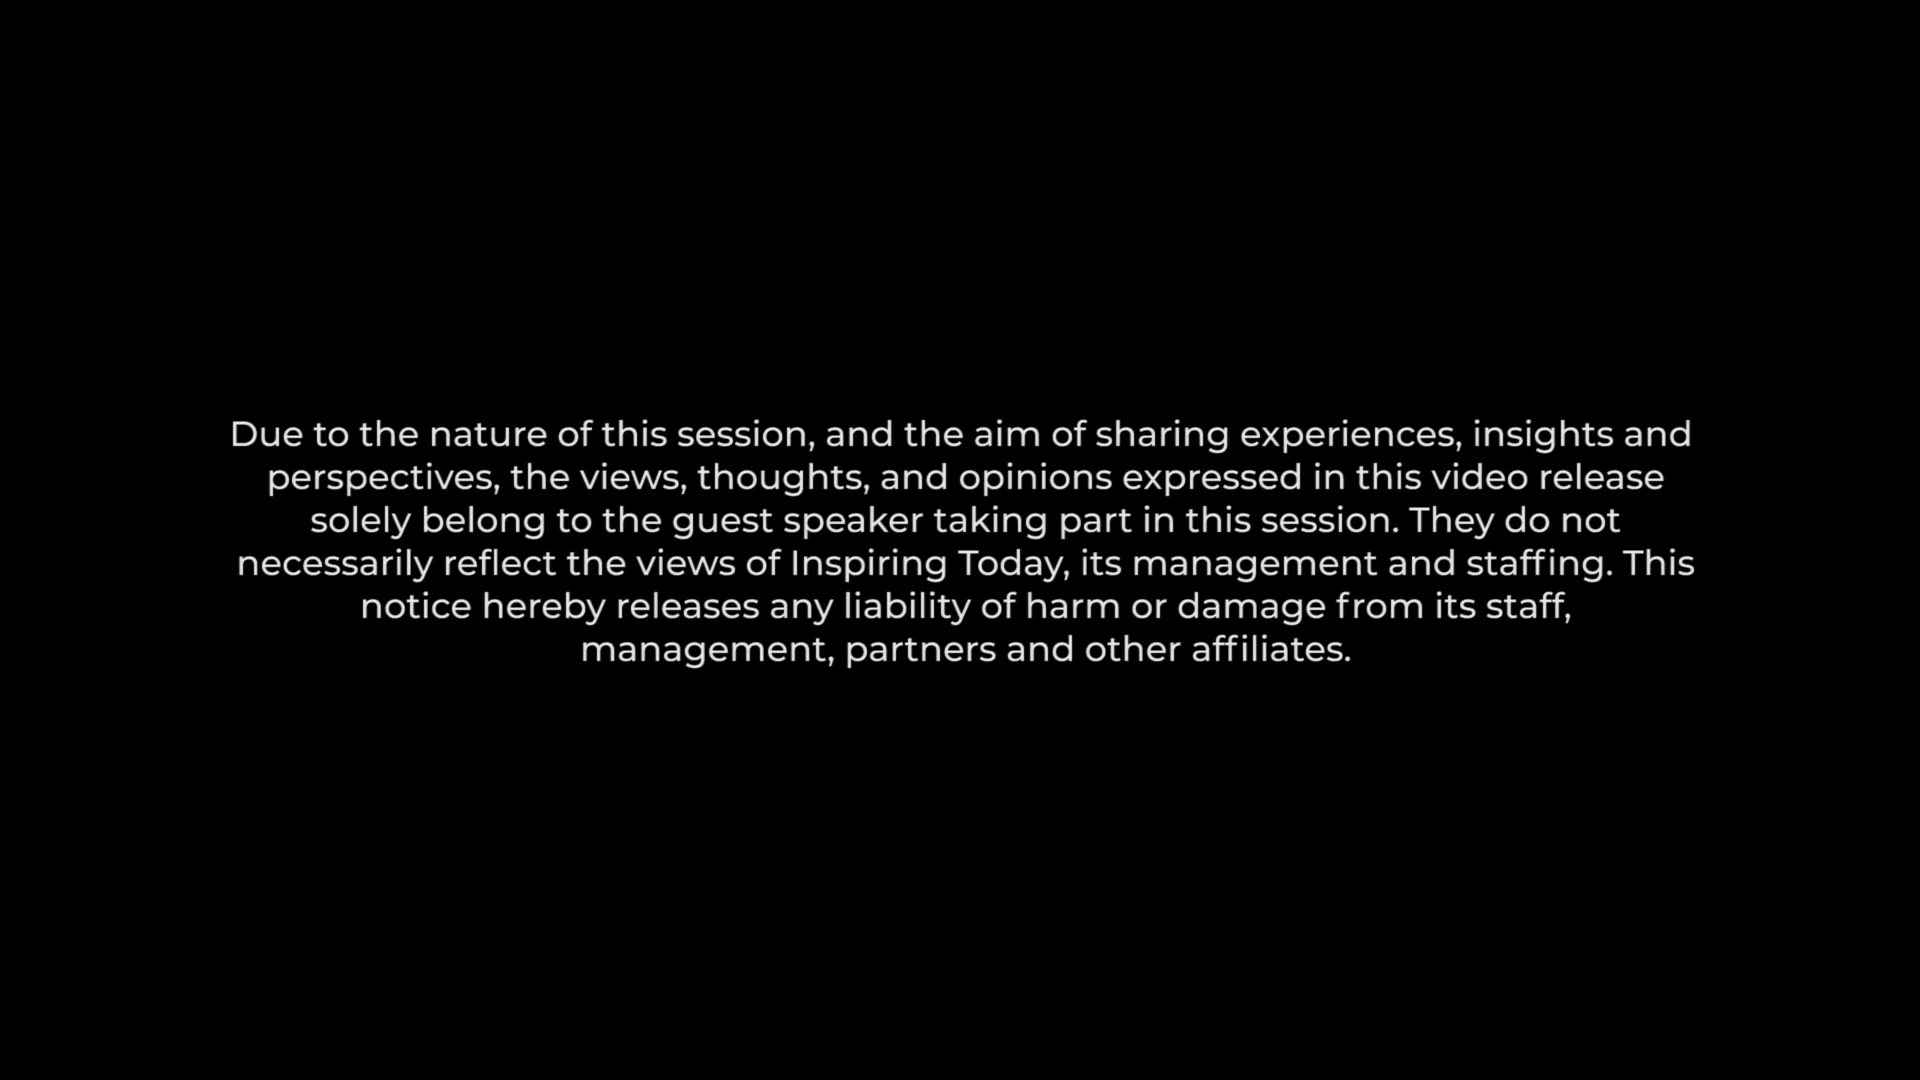 Due to the nature of this session, and the aim of sharing experiences, insights and
perspectives, the views, thoughts, and opinions expressed in this video release
solely belong to the guest speaker taking part in this session. They do not
necessarily reflect the views of Inspiring Today, its management and staffing. This
notice hereby releases any liability of harm or damage from its staff,
management, partners and other affiliates.